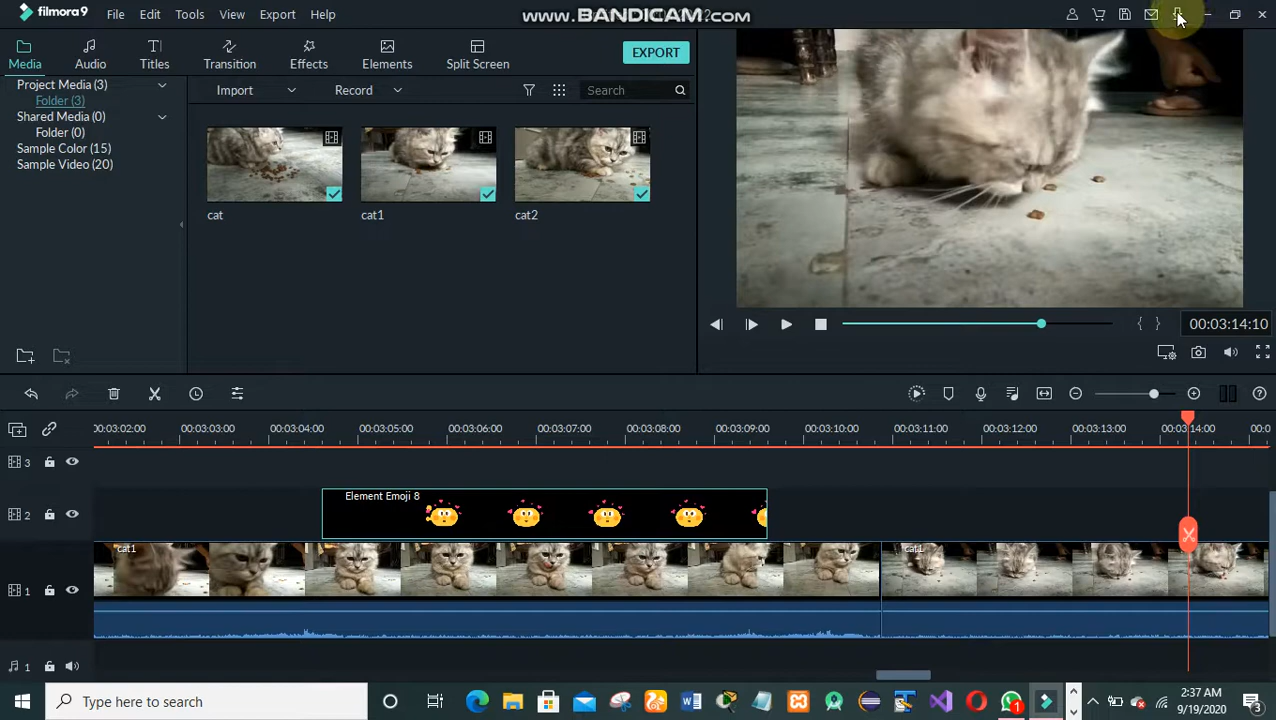 filmora9 File Edit Tools View Export Help
www.BANDICAM.com
Media Audio Titles Transition Effects Elements Split Screen EXPORT
Project Media (3)
Folder (3)
Shared Media (0)
Folder (0)
Sample Color (15)
Sample Video (20)
Import Record Search
cat cat1 cat2
00:03:14:10
00:03:02:00 00:03:03:00 00:03:04:00 00:03:05:00 00:03:06:00 00:03:07:00 00:03:08:00 00:03:09:00 00:03:10:00 00:03:11:00 00:03:12:00 00:03:13:00 00:03:14:00 00:0
3
Element Emoji 8
2
cat1 cat1
1
1
Type here to search
1
2:37 AM
9/19/2020
3